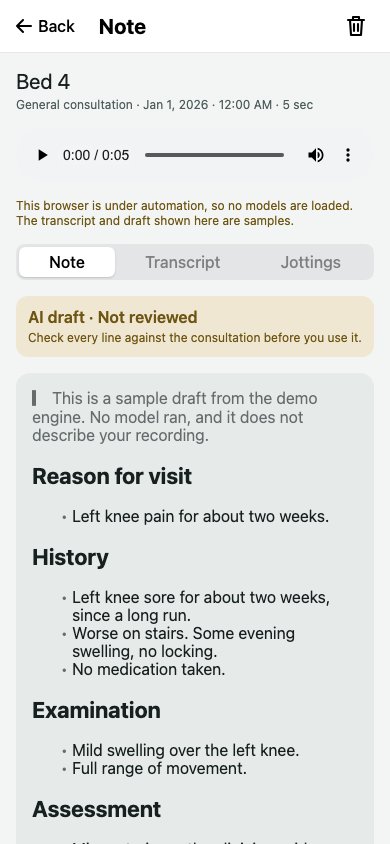 Back Note
Bed 4
General consultation · Jan 1, 2026 · 12:00 AM · 5 sec
0:00 / 0:05
This browser is under automation, so no models are loaded.
The transcript and draft shown here are samples.
Note Transcript Jottings
AI draft · Not reviewed
Check every line against the consultation before you use it.
This is a sample draft from the demo
engine. No model ran, and it does not
describe your recording.
Reason for visit
• Left knee pain for about two weeks.
History
• Left knee sore for about two weeks,
since a long run.
• Worse on stairs. Some evening
swelling, no locking.
• No medication taken.
Examination
• Mild swelling over the left knee.
• Full range of movement.
Assessment